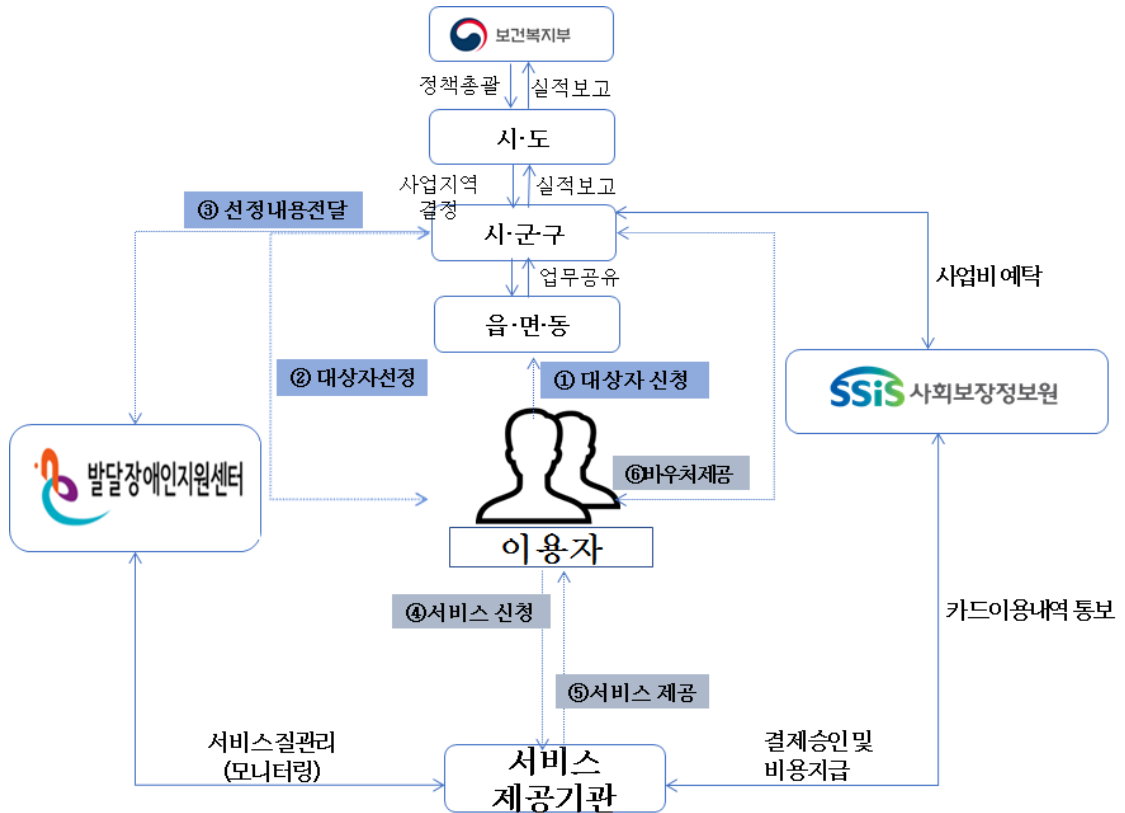 보건복지부
정책총괄
실적보고
시·도
사업지역
결정
실적보고
③ 선정내용전달
시·군·구
업무공유
사업비 예탁
읍·면·동
② 대상자선정
① 대상자 신청
SSiS 사회보장정보원
발달장애인지원센터
⑥바우처제공
이용자
④서비스 신청
카드이용내역 통보
⑤서비스 제공
서비스 질관리
(모니터링)
서비스
제공기관
결제승인 및
비용지급